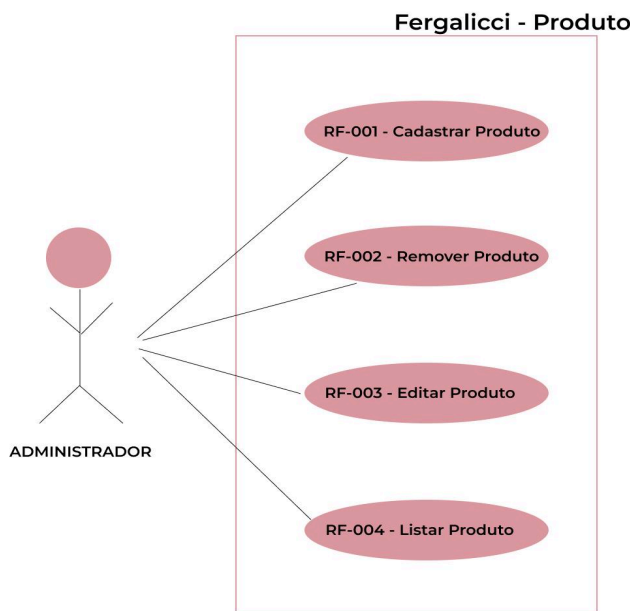 Fergalicci - Produto
RF-001 - Cadastrar Produto
RF-002 - Remover Produto
RF-003 - Editar Produto
ADMINISTRADOR
RF-004 - Listar Produto